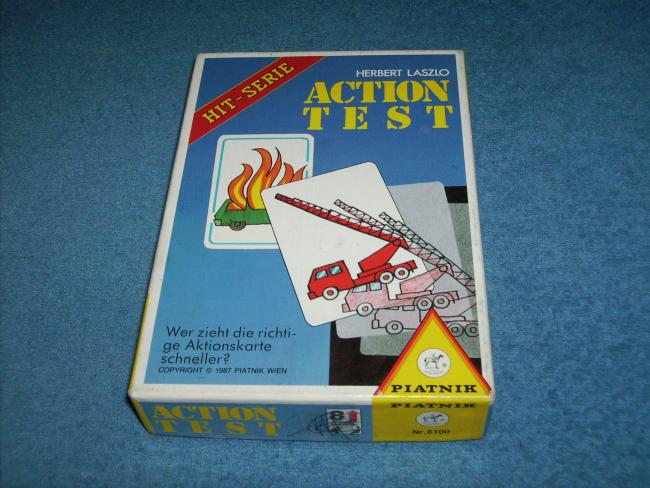 HIT-SERIE
HERBERT LASZLO
ACTION
TEST
Wer zieht die richti-
ge Aktionskarte
schneller?
COPYRIGHT © 1987 PIATNIK WIEN
PIATNIK
ACTION
TEST
PIATNIK
Nr. 6100